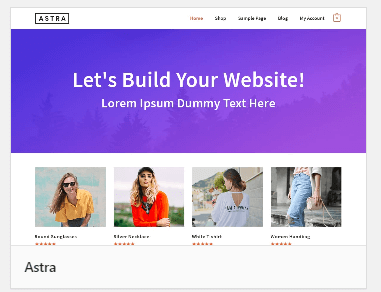 ASTRA
Home Shop Sample Page Blog My Account 0
Let's Build Your Website!
Lorem Ipsum Dummy Text Here
Round Sunglasses Silver Necklace White T-shirt Women Handbag
Astra